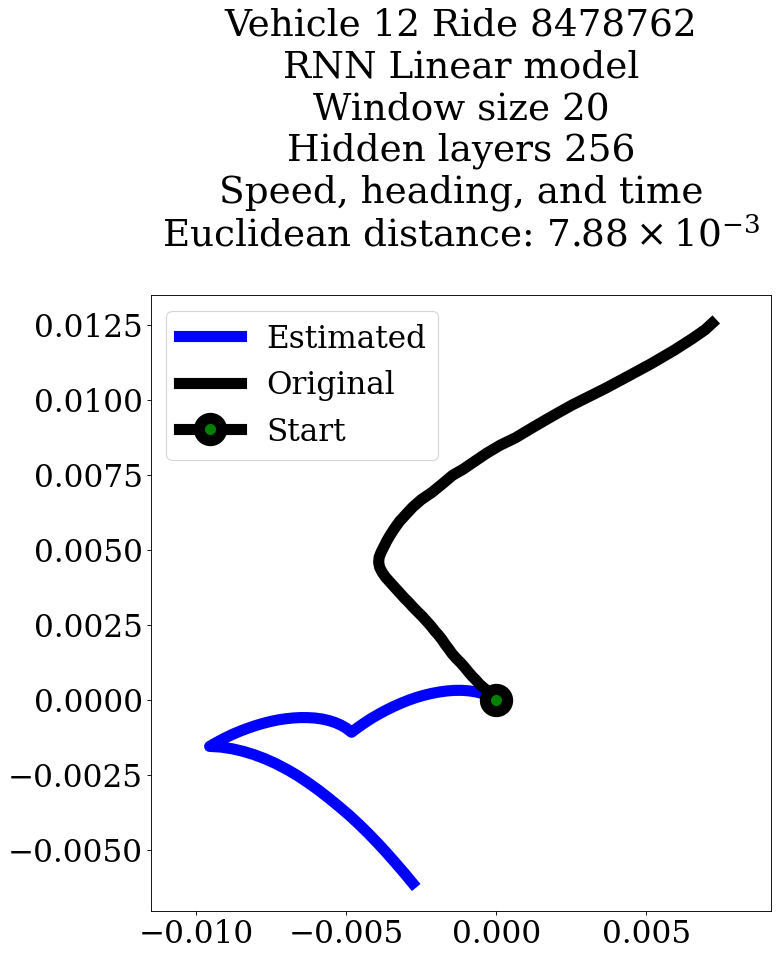 Vehicle 12 Ride 8478762
RNN Linear model
Window size 20
Hidden layers 256
Speed, heading, and time
Euclidean distance: 7.88 × 10⁻³
Estimated
Original
Start
0.0125
0.0100
0.0075
0.0050
0.0025
0.0000
−0.0025
−0.0050
−0.010 −0.005 0.000 0.005